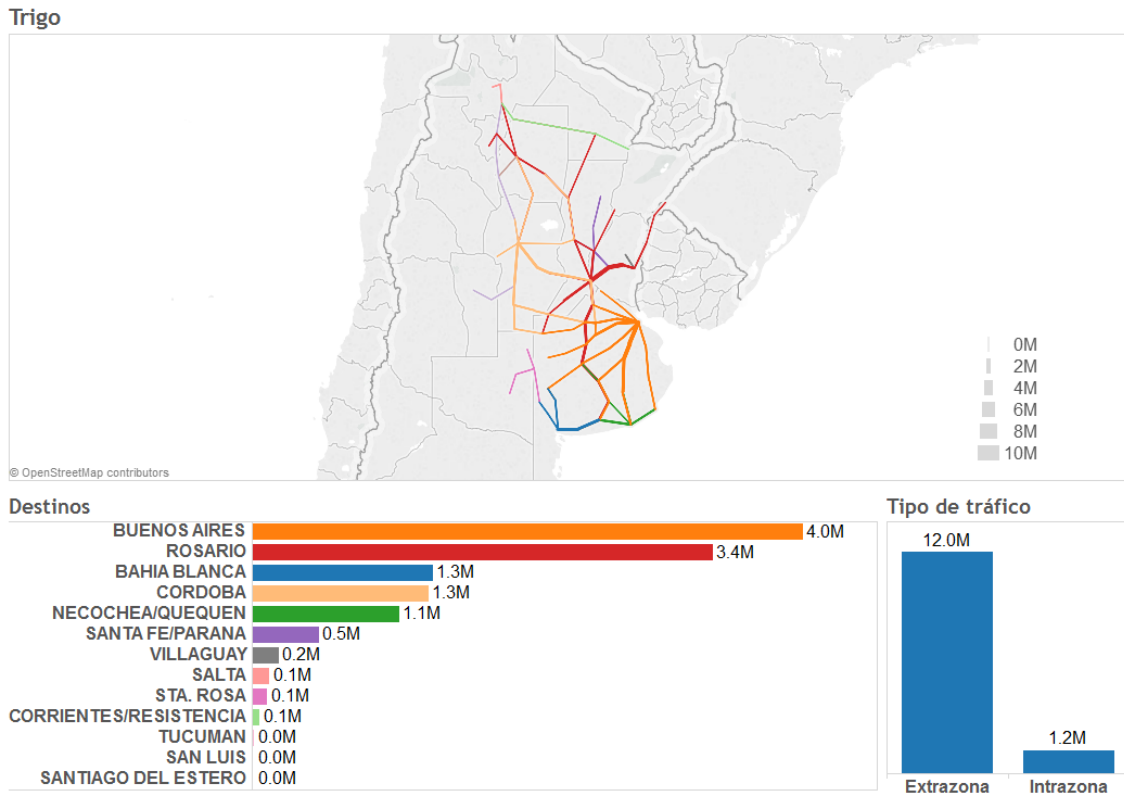 Trigo
0M
2M
4M
6M
8M
10M
© OpenStreetMap contributors
Destinos
BUENOS AIRES 4.0M
ROSARIO 3.4M
BAHIA BLANCA 1.3M
CORDOBA 1.3M
NECOCHEA/QUEQUEN 1.1M
SANTA FE/PARANA 0.5M
VILLAGUAY 0.2M
SALTA 0.1M
STA. ROSA 0.1M
CORRIENTES/RESISTENCIA 0.1M
TUCUMAN 0.0M
SAN LUIS 0.0M
SANTIAGO DEL ESTERO 0.0M
Tipo de tráfico
12.0M
1.2M
Extrazona Intrazona